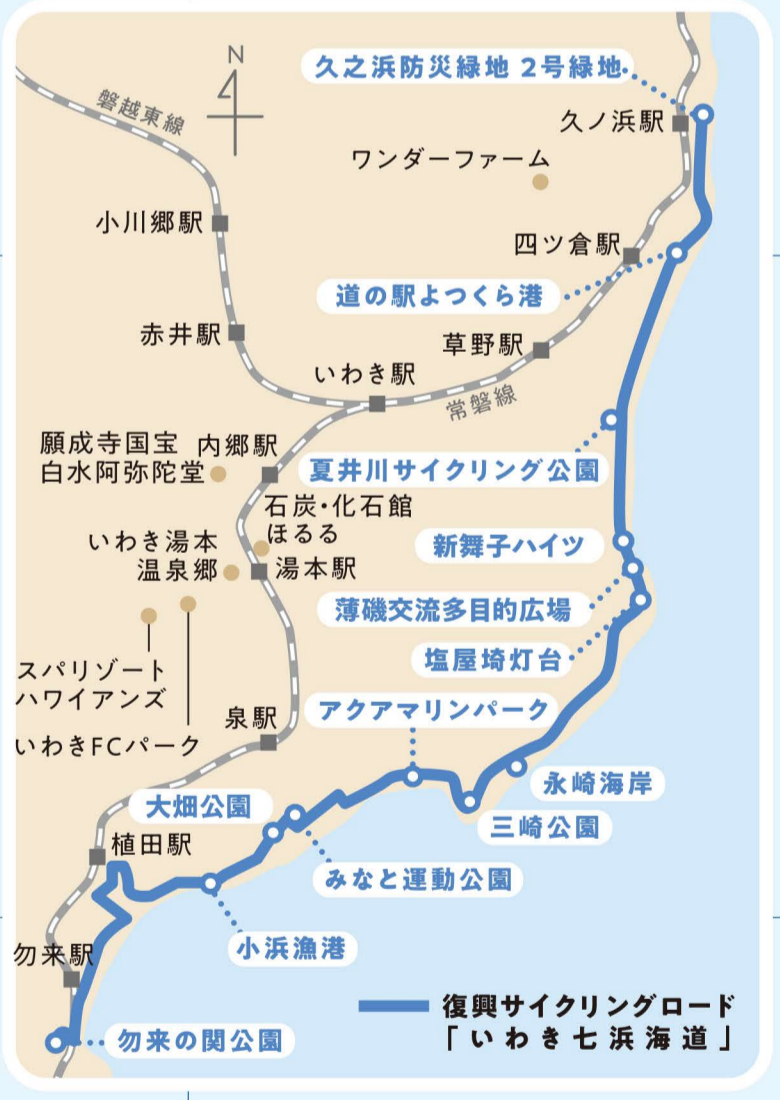 N
久之浜防災緑地 2号緑地
磐越東線
久ノ浜駅
ワンダーファーム
小川郷駅
四ツ倉駅
道の駅よつくら港
赤井駅
草野駅
いわき駅
常磐線
願成寺国宝
白水阿弥陀堂
内郷駅
夏井川サイクリング公園
石炭・化石館
ほるる
いわき湯本
温泉郷
湯本駅
新舞子ハイツ
薄磯交流多目的広場
塩屋埼灯台
スパリゾート
ハワイアンズ
いわきFCパーク
泉駅
アクアマリンパーク
永崎海岸
三崎公園
大畑公園
植田駅
みなと運動公園
小浜漁港
勿来駅
勿来の関公園
復興サイクリングロード
「いわき七浜海道」